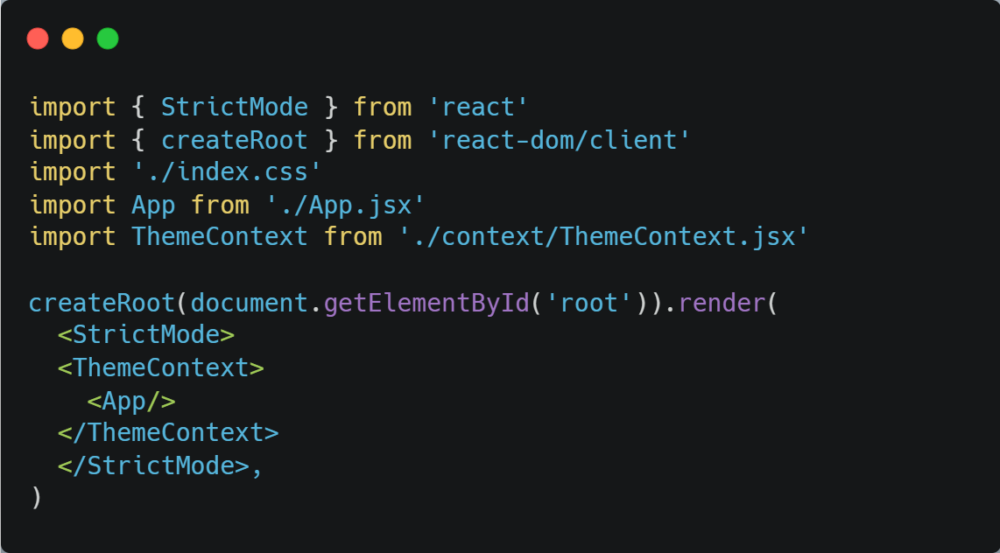 import { StrictMode } from 'react'
import { createRoot } from 'react-dom/client'
import './index.css'
import App from './App.jsx'
import ThemeContext from './context/ThemeContext.jsx'

createRoot(document.getElementById('root')).render(
  <StrictMode>
  <ThemeContext>
    <App/>
  </ThemeContext>
  </StrictMode>,
)